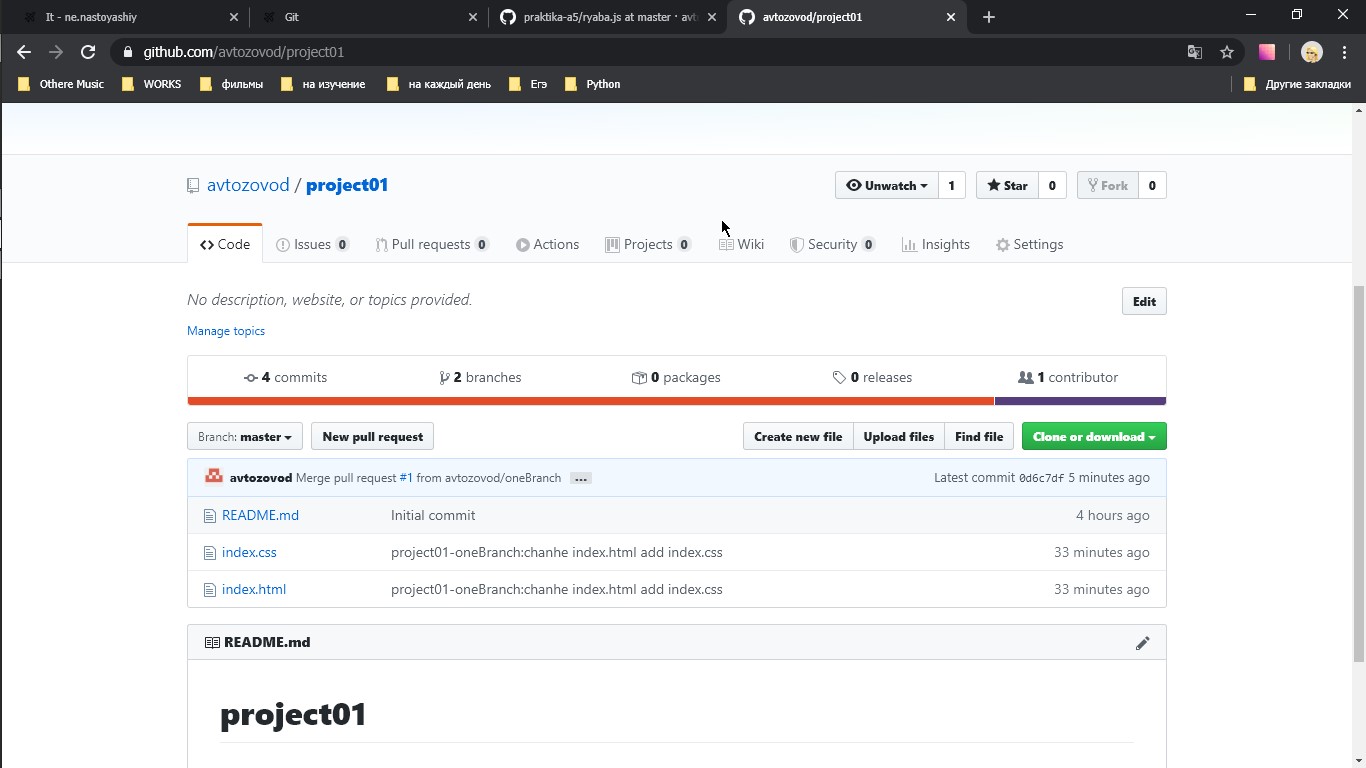 It - ne.nastoyashiy
Git
praktika-a5/ryaba.js at master · avto
avtozovod/project01
github.com/avtozovod/project01
Othere Music WORKS фильмы на изучение на каждый день Егэ Python Другие закладки
avtozovod / project01
Unwatch 1 Star 0 Fork 0
Code Issues 0 Pull requests 0 Actions Projects 0 Wiki Security 0 Insights Settings
No description, website, or topics provided.
Edit
Manage topics
4 commits 2 branches 0 packages 0 releases 1 contributor
Branch: master New pull request Create new file Upload files Find file Clone or download
avtozovod Merge pull request #1 from avtozovod/oneBranch ... Latest commit 0d6c7df 5 minutes ago
README.md Initial commit 4 hours ago
index.css project01-oneBranch:chanhe index.html add index.css 33 minutes ago
index.html project01-oneBranch:chanhe index.html add index.css 33 minutes ago
README.md
project01